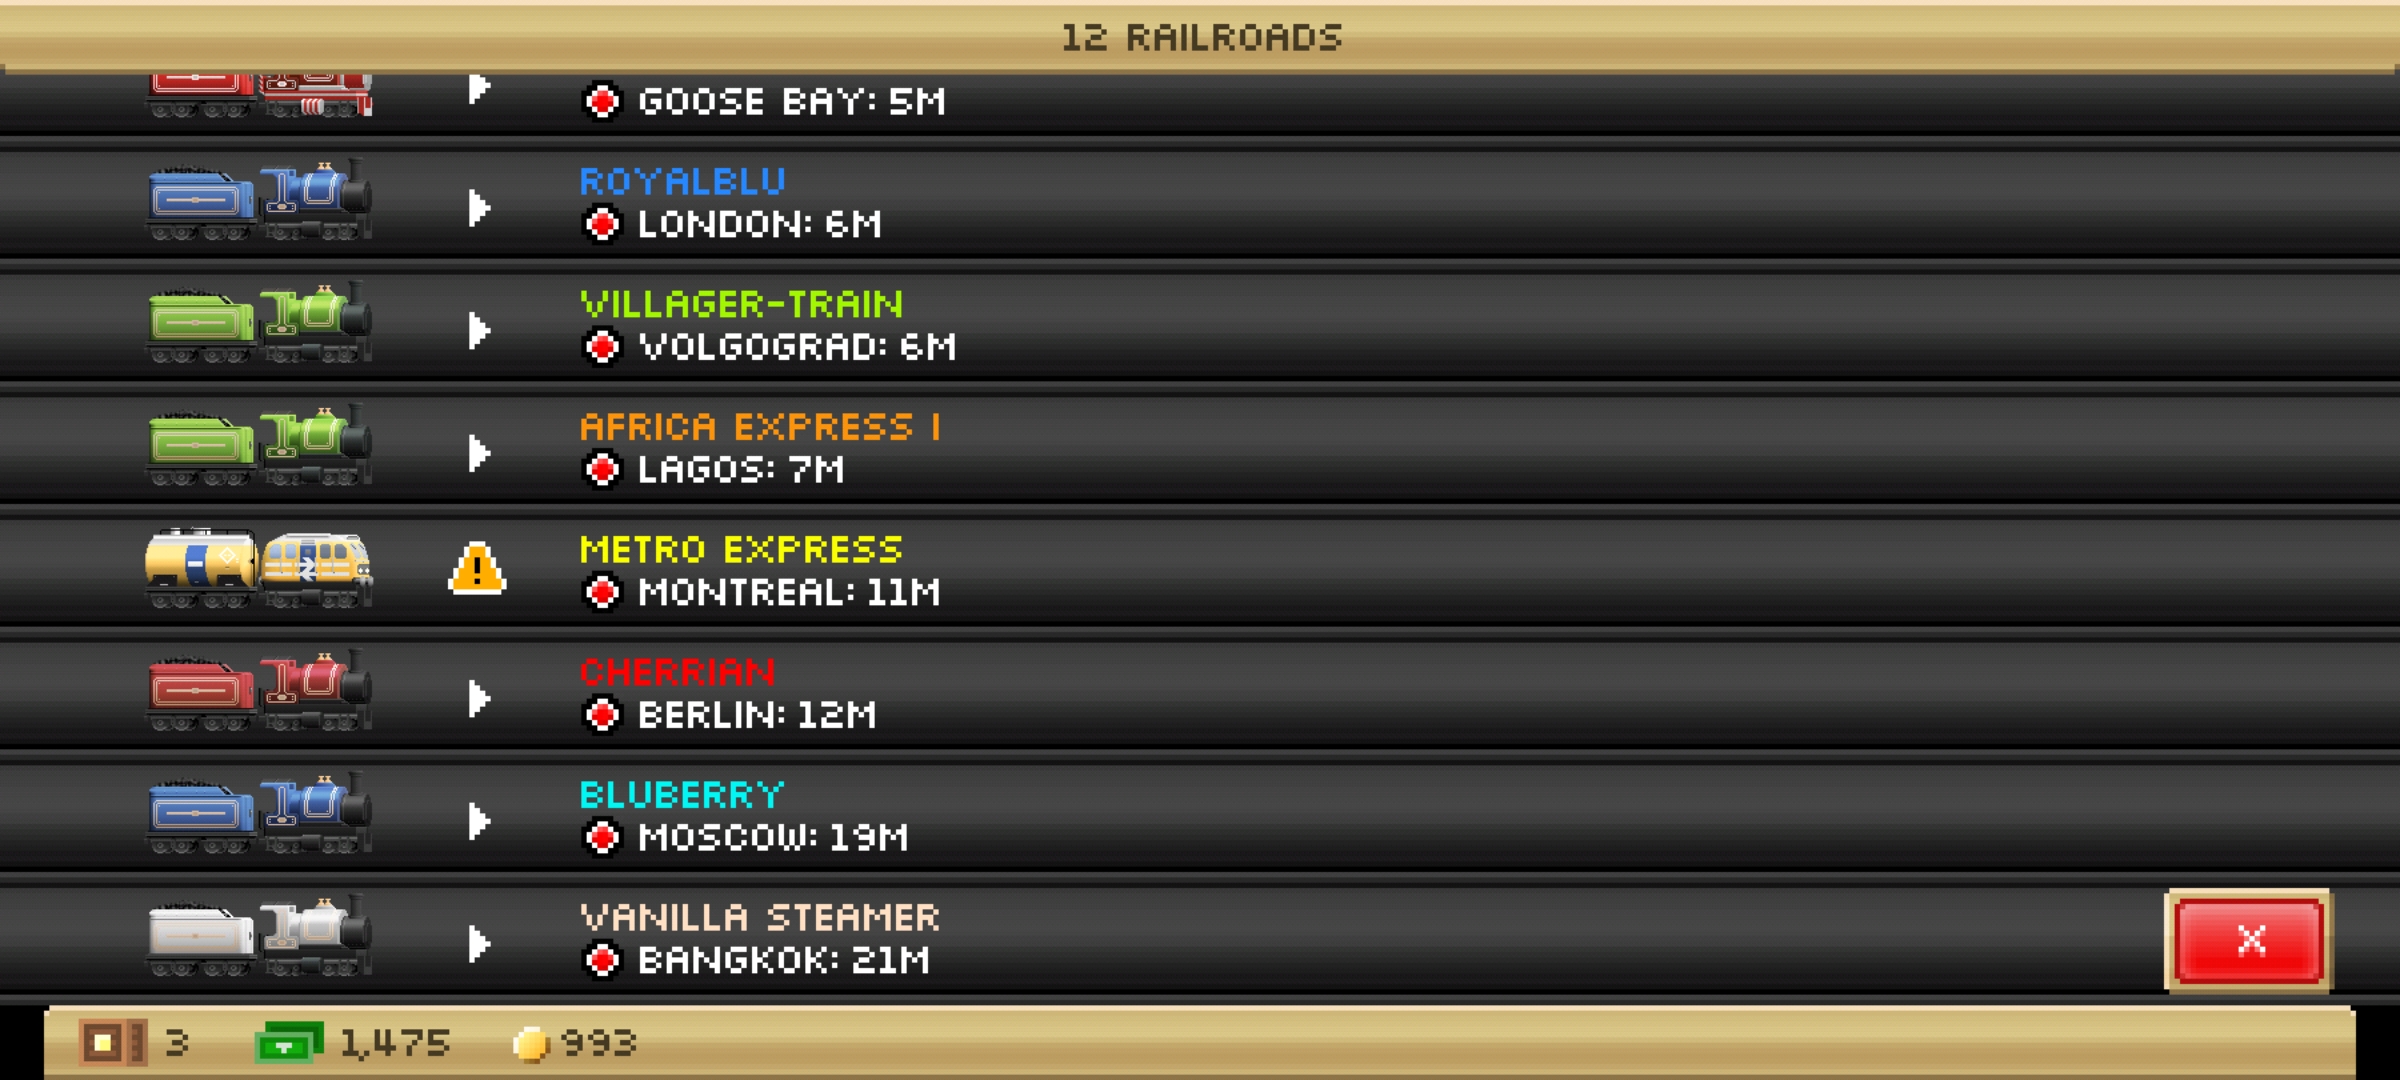 12 RAILROADS
GOOSE BAY: 5M
ROYALBLU
LONDON: 6M
VILLAGER-TRAIN
VOLGOGRAD: 6M
AFRICA EXPRESS I
LAGOS: 7M
METRO EXPRESS
MONTREAL: 11M
CHERRIAN
BERLIN: 12M
BLUBERRY
MOSCOW: 19M
VANILLA STEAMER
BANGKOK: 21M
X
3 1,475 993